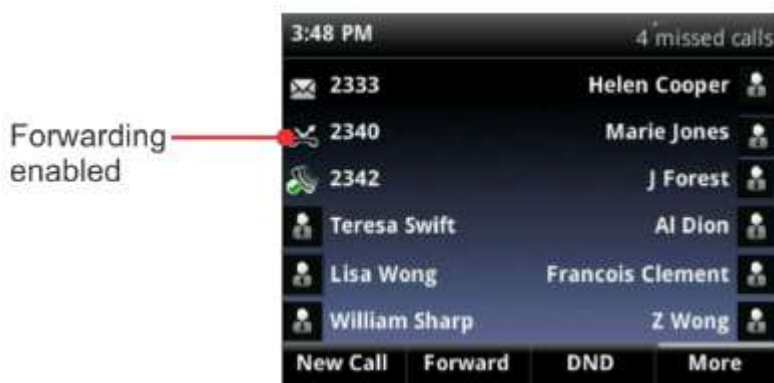 3:48 PM 4 missed calls
2333 Helen Cooper
Forwarding
enabled
2340 Marie Jones
2342 J Forest
Teresa Swift Al Dion
Lisa Wong Francois Clement
William Sharp Z Wong
New Call Forward DND More